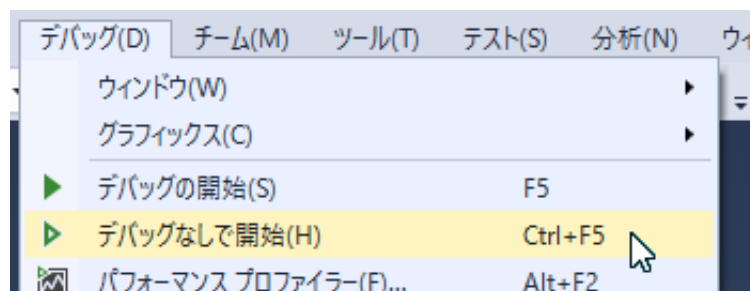 デバッグ(D) チーム(M) ツール(T) テスト(S) 分析(N)
ウィンドウ(W)
グラフィックス(C)
デバッグの開始(S) F5
デバッグなしで開始(H) Ctrl+F5
パフォーマンス プロファイラー(F)... Alt+F2